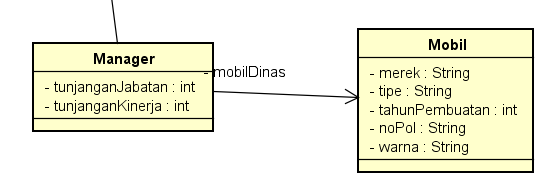 Manager
- tunjanganJabatan : int
- tunjanganKinerja : int
- mobilDinas
Mobil
- merek : String
- tipe : String
- tahunPembuatan : int
- noPol : String
- warna : String